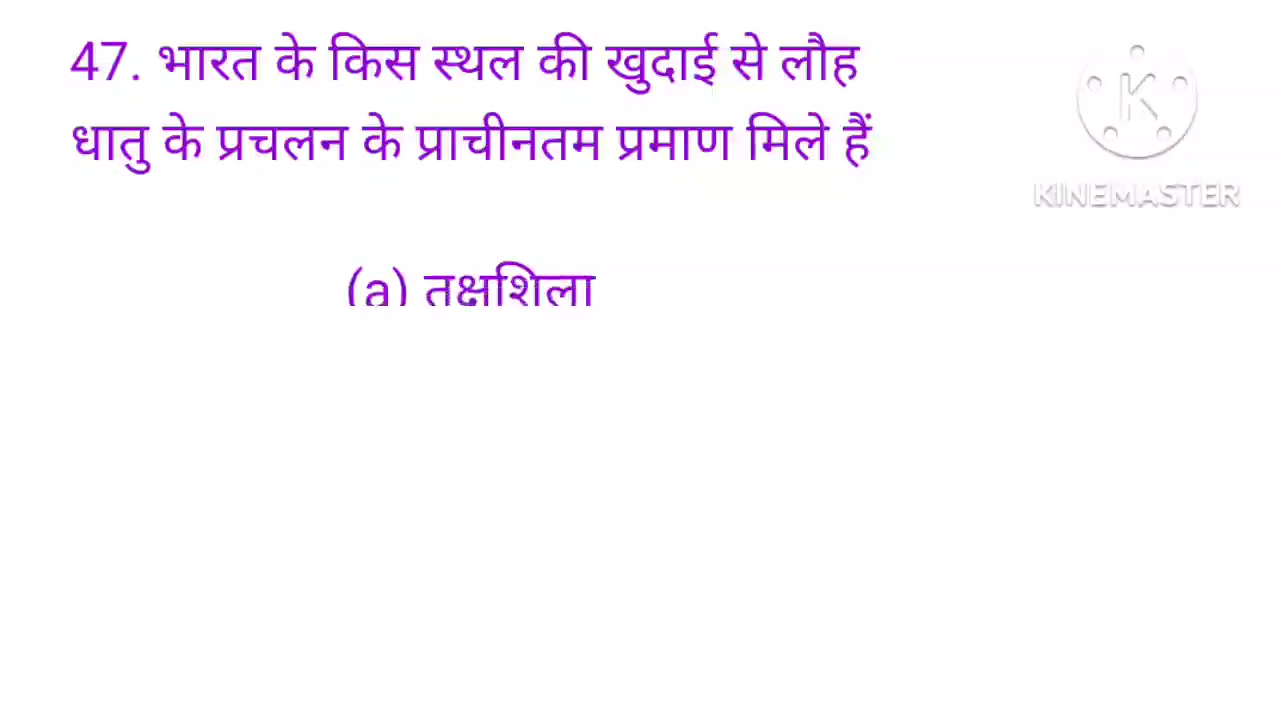 47. भारत के किस स्थल की खुदाई से लौह
धातु के प्रचलन के प्राचीनतम प्रमाण मिले हैं
(a) तक्षशिला
KINEMASTER